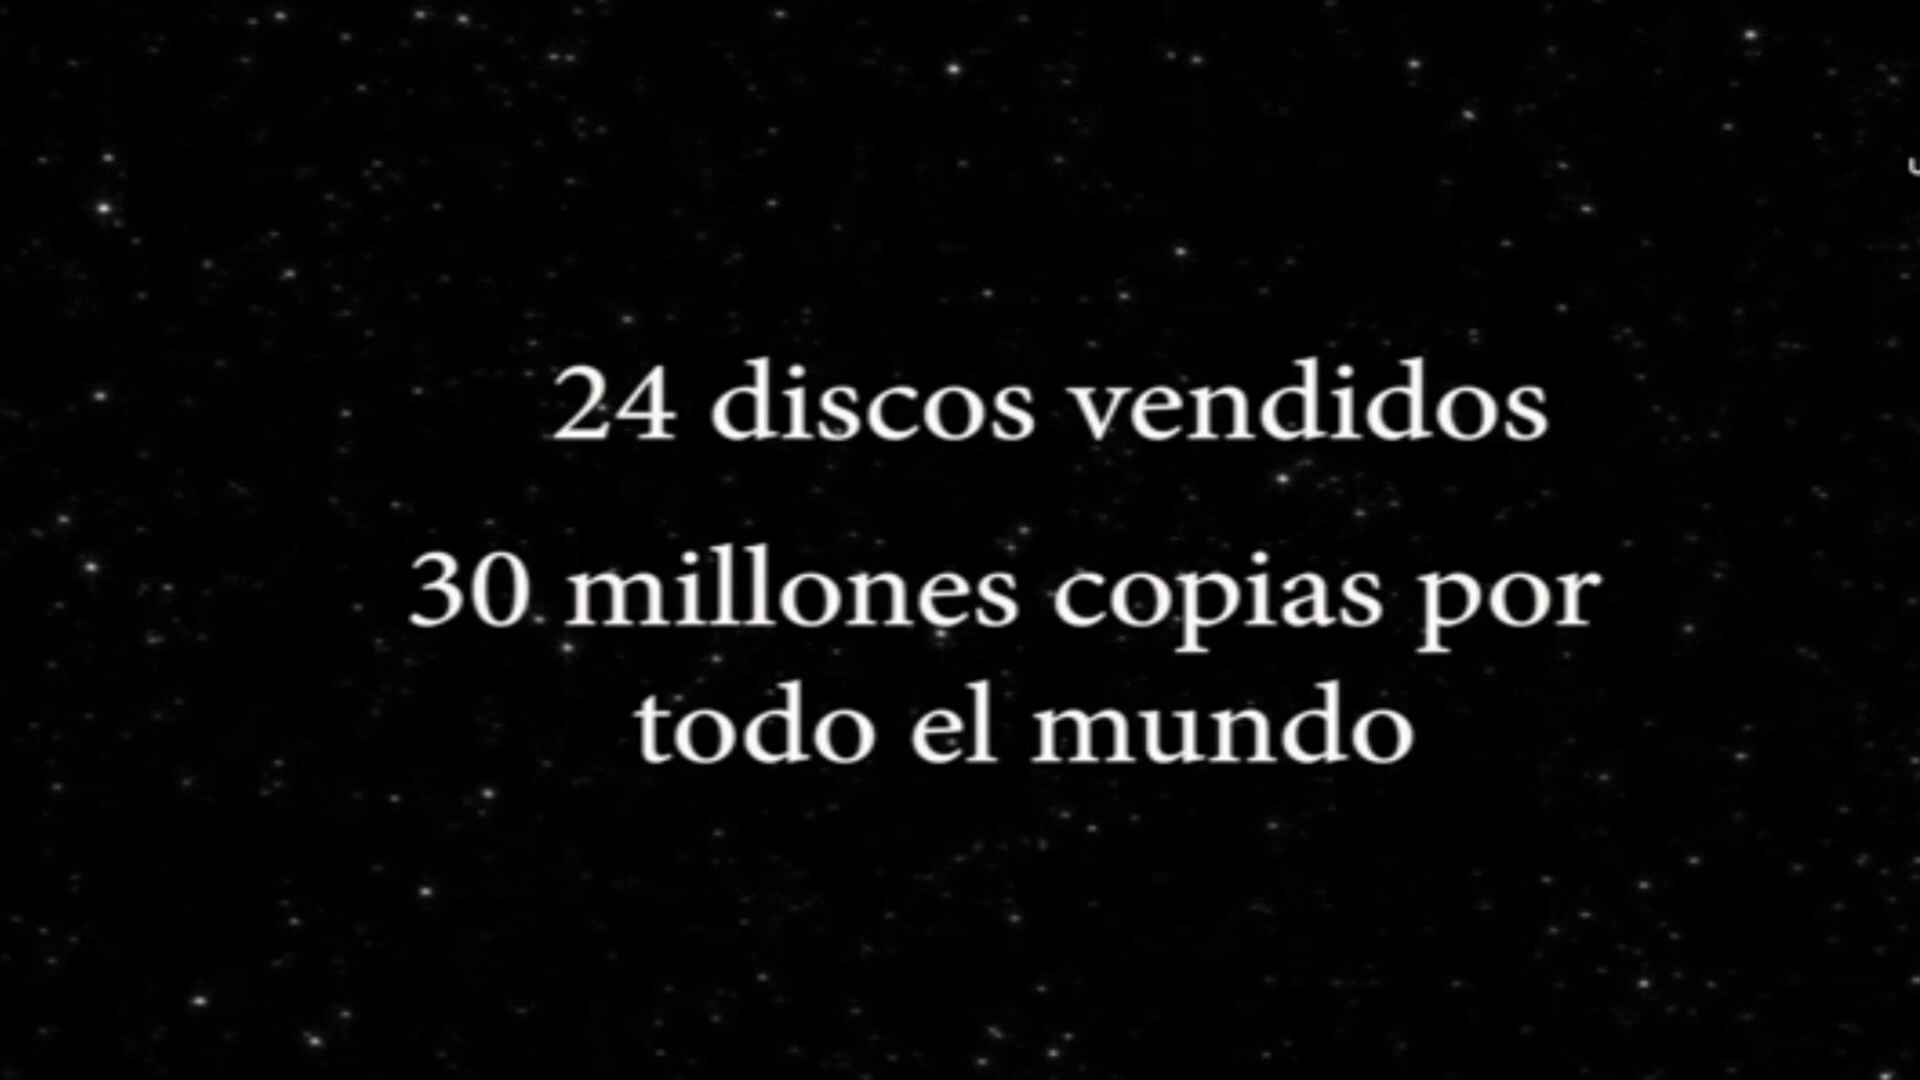 24 discos vendidos
30 millones copias por
todo el mundo